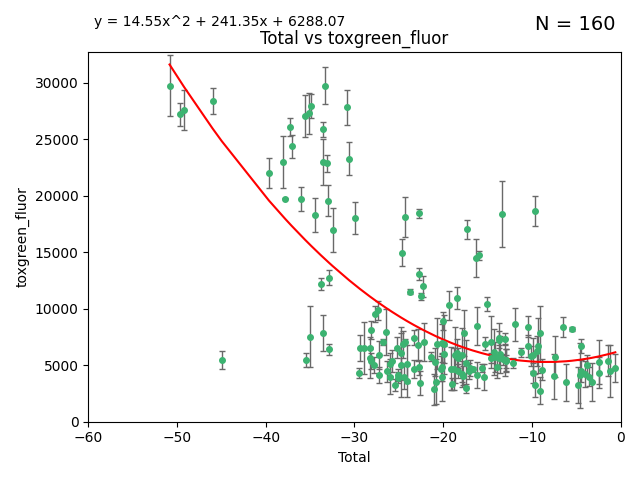 y = 14.55x^2 + 241.35x + 6288.07
N = 160
Total vs toxgreen_fluor
30000
25000
20000
15000
10000
5000
0
toxgreen_fluor
−60 −50 −40 −30 −20 −10 0
Total